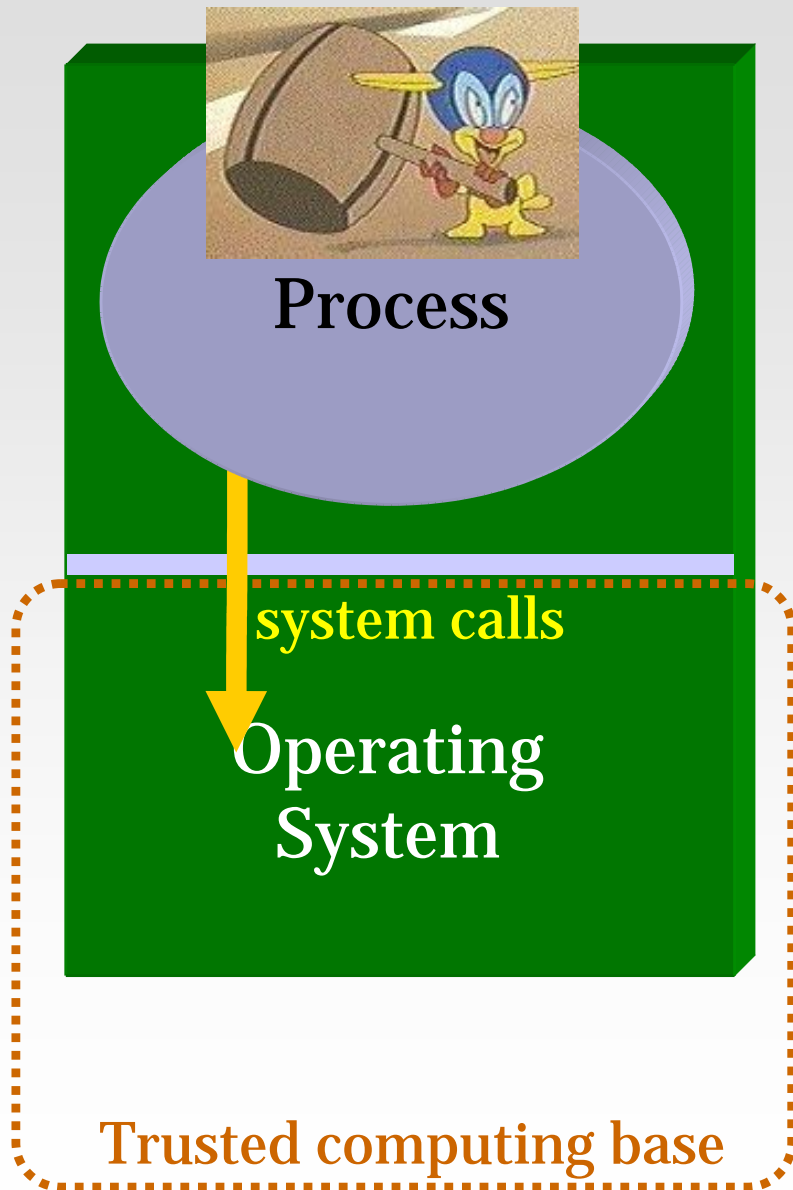 Process
system calls
Operating
System
Trusted computing base